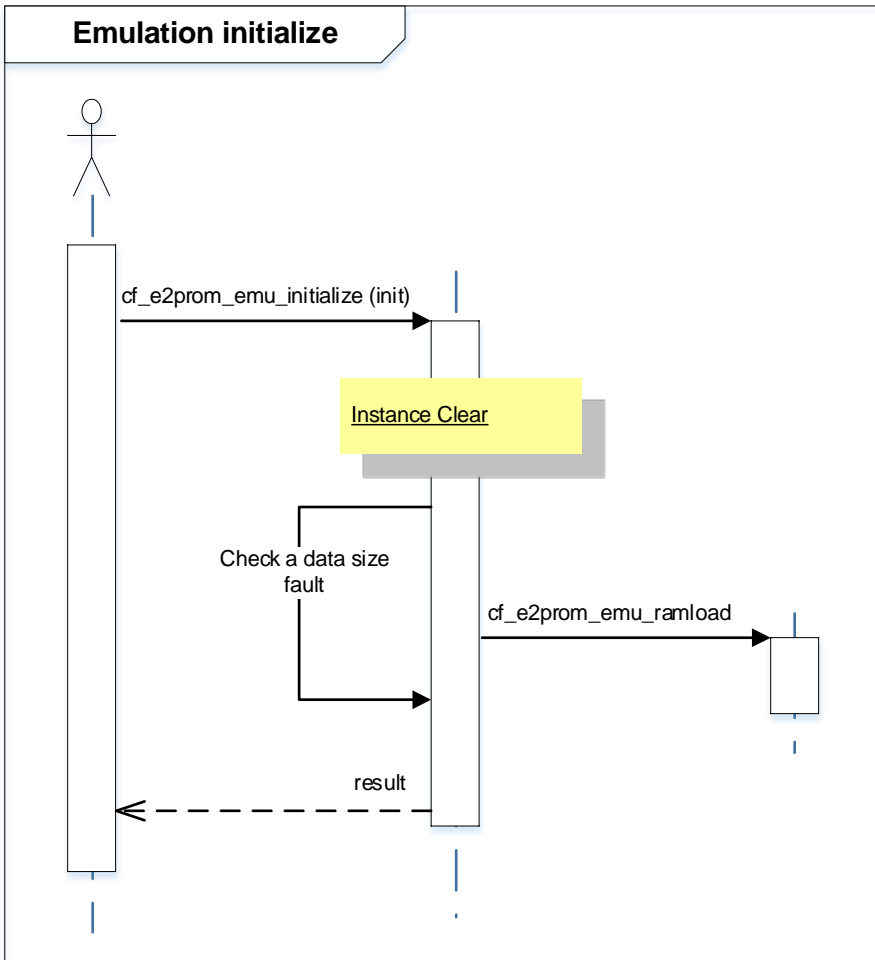 Emulation initialize
cf_e2prom_emu_initialize (init)
Instance Clear
Check a data size
fault
cf_e2prom_emu_ramload
result